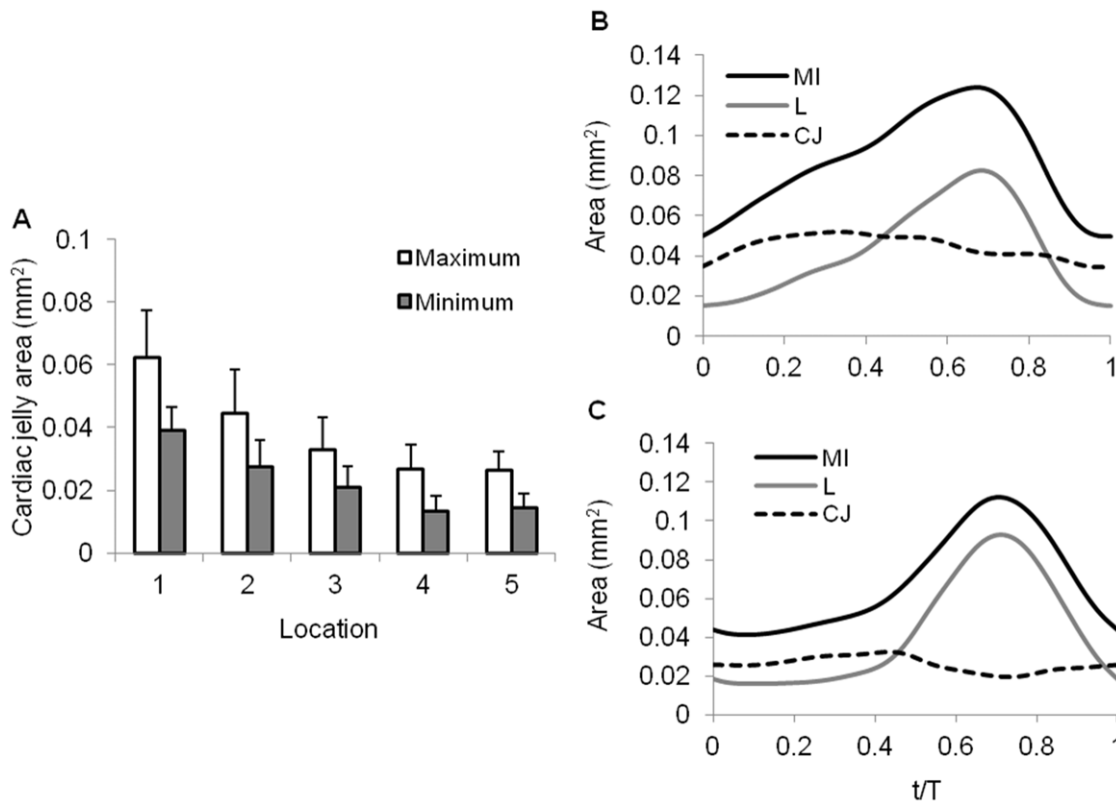 A
Cardiac jelly area (mm²)
0.1
0.08
0.06
0.04
0.02
0
Maximum
Minimum
1 2 3 4 5
Location
B
Area (mm²)
0.14
0.12
0.1
0.08
0.06
0.04
0.02
0
MI
L
CJ
0 0.2 0.4 0.6 0.8 1
C
Area (mm²)
0.14
0.12
0.1
0.08
0.06
0.04
0.02
0
MI
L
CJ
0 0.2 0.4 0.6 0.8 1
t/T